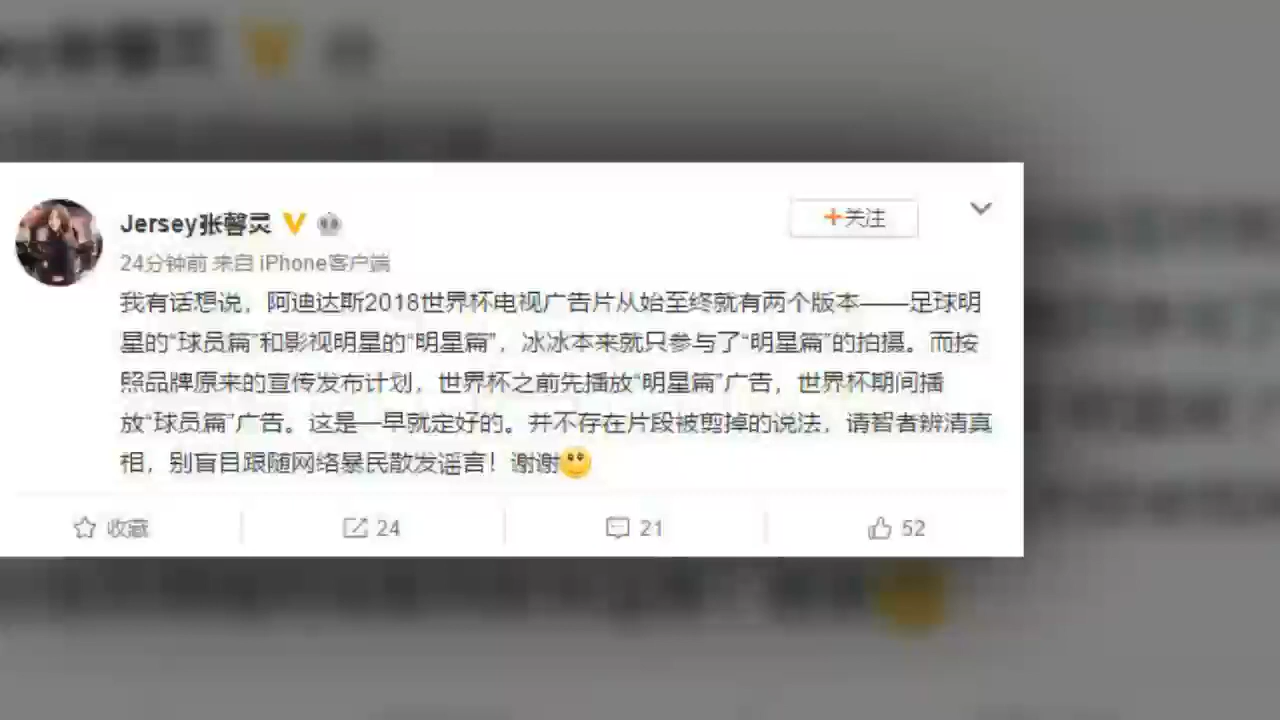 Jersey张馨灵
+关注
24分钟前 来自 iPhone客户端
我有话想说，阿迪达斯2018世界杯电视广告片从始至终就有两个版本——足球明
星的“球员篇”和影视明星的“明星篇”，冰冰本来就只参与了“明星篇”的拍摄。而按
照品牌原来的宣传发布计划，世界杯之前先播放“明星篇”广告，世界杯期间播
放“球员篇”广告。这是一早就定好的。并不存在片段被剪掉的说法，请智者辨清真
相，别盲目跟随网络暴民散发谣言！谢谢
收藏
24
21
52